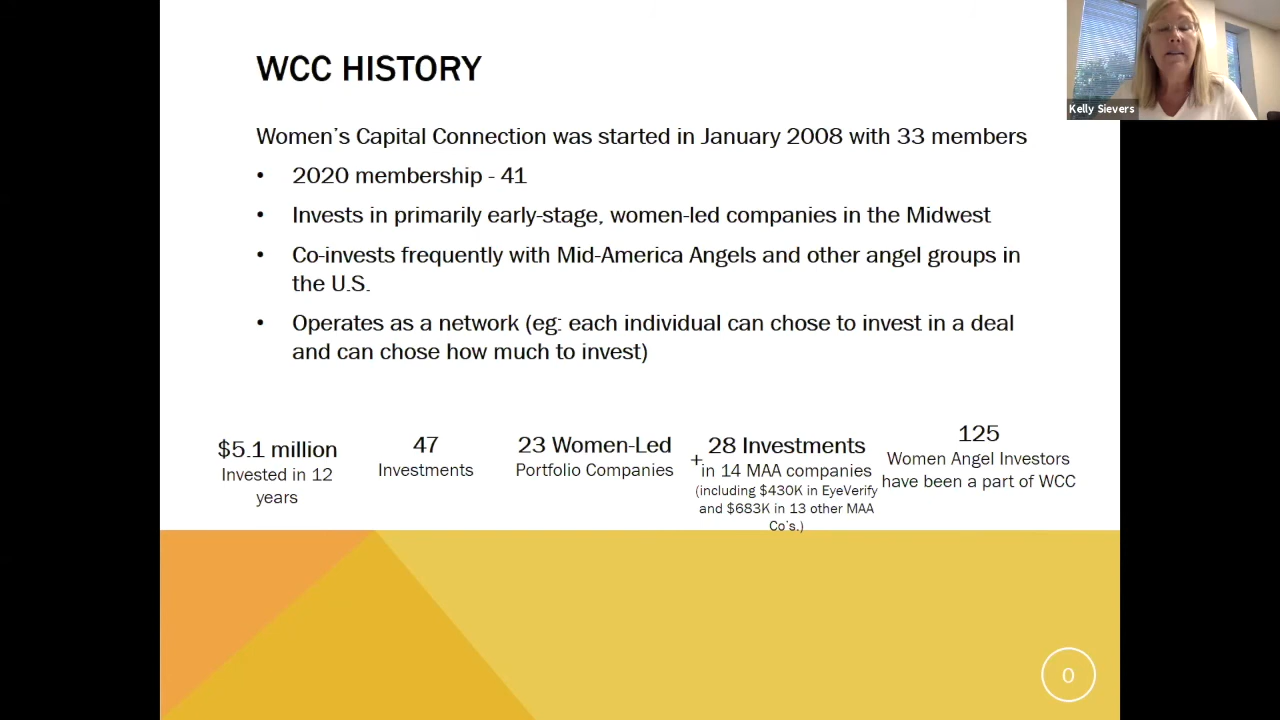 WCC HISTORY
Kelly Sievers
Women's Capital Connection was started in January 2008 with 33 members
• 2020 membership - 41
• Invests in primarily early-stage, women-led companies in the Midwest
• Co-invests frequently with Mid-America Angels and other angel groups in
the U.S.
• Operates as a network (eg: each individual can chose to invest in a deal
and can chose how much to invest)
$5.1 million
Invested in 12
years
47
Investments
23 Women-Led
Portfolio Companies
+
28 Investments
in 14 MAA companies
(including $430K in EyeVerify
and $683K in 13 other MAA
Co's.)
125
Women Angel Investors
have been a part of WCC
0